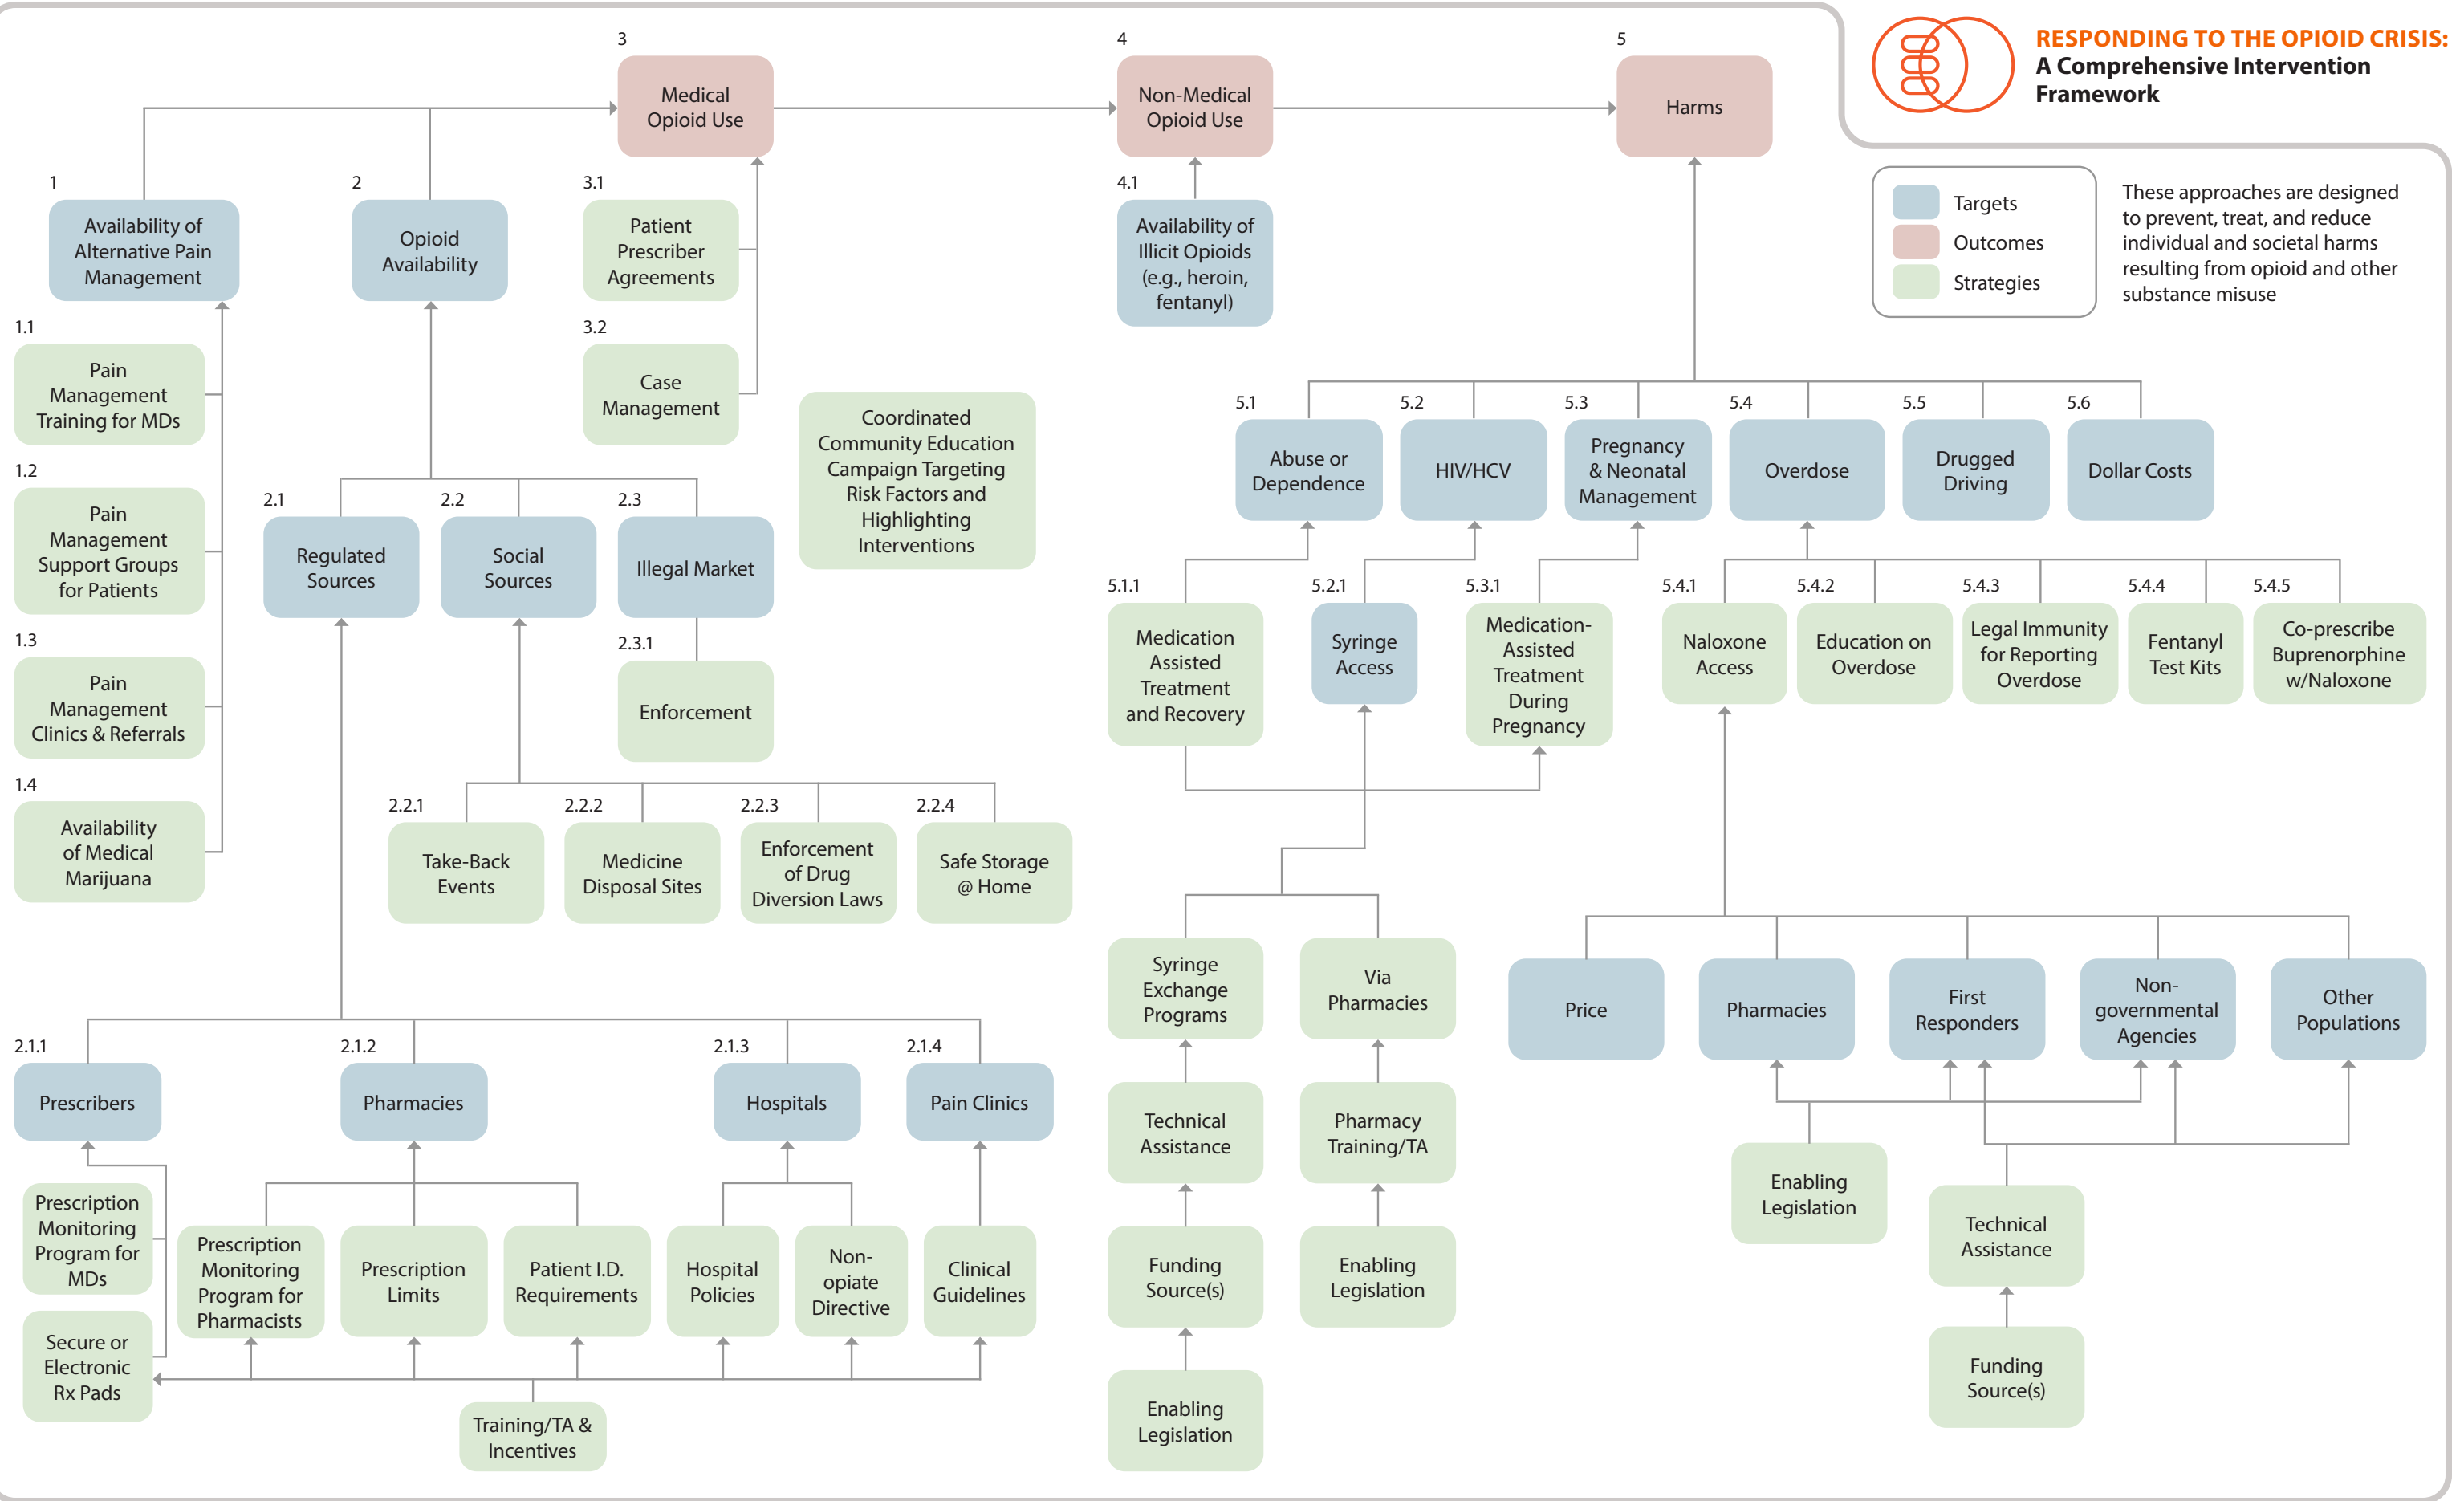 RESPONDING TO THE OPIOID CRISIS:
A Comprehensive Intervention
Framework
Targets
Outcomes
Strategies
These approaches are designed
to prevent, treat, and reduce
individual and societal harms
resulting from opioid and other
substance misuse
3
Medical
Opioid Use
4
Non-Medical
Opioid Use
5
Harms
1
Availability of
Alternative Pain
Management
2
Opioid
Availability
3.1
Patient
Prescriber
Agreements
4.1
Availability of
Illicit Opioids
(e.g., heroin,
fentanyl)
1.1
Pain
Management
Training for MDs
3.2
Case
Management
Coordinated
Community Education
Campaign Targeting
Risk Factors and
Highlighting
Interventions
1.2
Pain
Management
Support Groups
for Patients
1.3
Pain
Management
Clinics & Referrals
1.4
Availability
of Medical
Marijuana
2.1
Regulated
Sources
2.2
Social
Sources
2.3
Illegal Market
2.3.1
Enforcement
2.2.1
Take-Back
Events
2.2.2
Medicine
Disposal Sites
2.2.3
Enforcement
of Drug
Diversion Laws
2.2.4
Safe Storage
@ Home
2.1.1
Prescribers
2.1.2
Pharmacies
2.1.3
Hospitals
2.1.4
Pain Clinics
Prescription
Monitoring
Program for
MDs
Secure or
Electronic
Rx Pads
Prescription
Monitoring
Program for
Pharmacists
Prescription
Limits
Patient I.D.
Requirements
Hospital
Policies
Non-
opiate
Directive
Clinical
Guidelines
Training/TA &
Incentives
5.1
Abuse or
Dependence
5.2
HIV/HCV
5.3
Pregnancy
& Neonatal
Management
5.4
Overdose
5.5
Drugged
Driving
5.6
Dollar Costs
5.1.1
Medication
Assisted
Treatment
and Recovery
5.2.1
Syringe
Access
5.3.1
Medication-
Assisted
Treatment
During
Pregnancy
5.4.1
Naloxone
Access
5.4.2
Education on
Overdose
5.4.3
Legal Immunity
for Reporting
Overdose
5.4.4
Fentanyl
Test Kits
5.4.5
Co-prescribe
Buprenorphine
w/Naloxone
Syringe
Exchange
Programs
Via
Pharmacies
Technical
Assistance
Pharmacy
Training/TA
Funding
Source(s)
Enabling
Legislation
Enabling
Legislation
Price
Pharmacies
First
Responders
Non-
governmental
Agencies
Other
Populations
Enabling
Legislation
Technical
Assistance
Funding
Source(s)